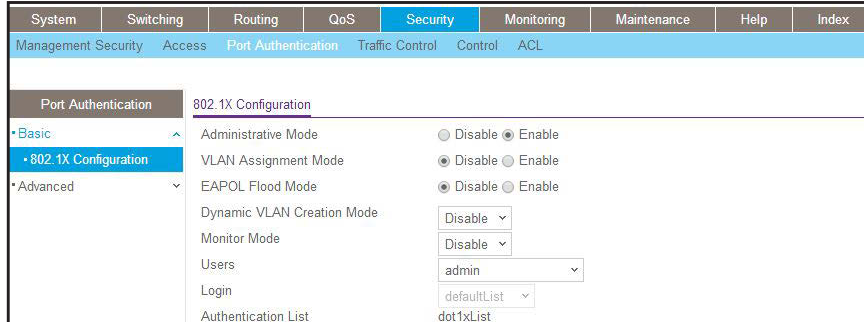 System Switching Routing QoS Security Monitoring Maintenance Help Index
Management Security Access Port Authentication Traffic Control Control ACL
Port Authentication
Basic
802.1X Configuration
Advanced
802.1X Configuration
Administrative Mode Disable Enable
VLAN Assignment Mode Disable Enable
EAPOL Flood Mode Disable Enable
Dynamic VLAN Creation Mode Disable
Monitor Mode Disable
Users admin
Login defaultList
Authentication List dot1xList